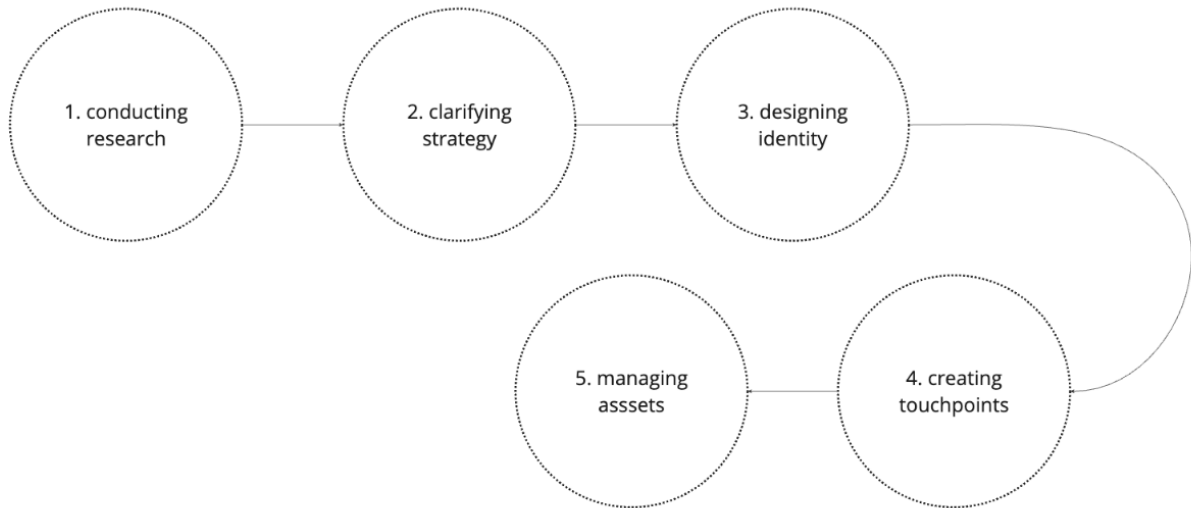 1. conducting
research
2. clarifying
strategy
3. designing
identity
4. creating
touchpoints
5. managing
asssets